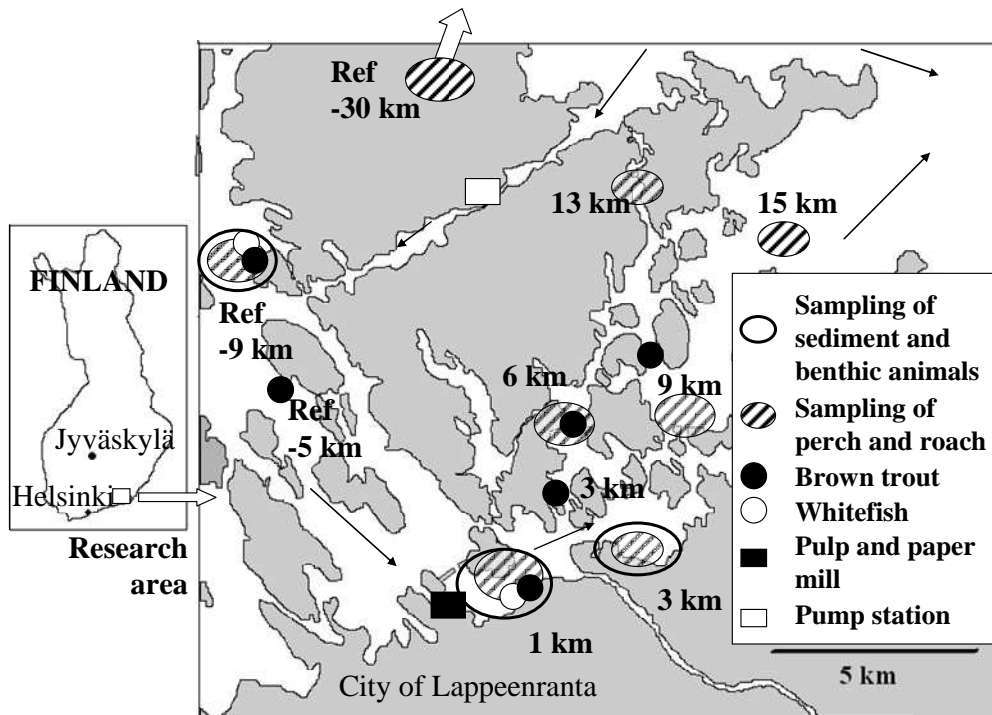 Ref
-30 km
13 km
15 km
FINLAND
Ref
-9 km
6 km
9 km
Ref
-5 km
Jyväskylä
Helsinki
3 km
Research
area
3 km
1 km
City of Lappeenranta
Sampling of
sediment and
benthic animals
Sampling of
perch and roach
Brown trout
Whitefish
Pulp and paper
mill
Pump station
5 km